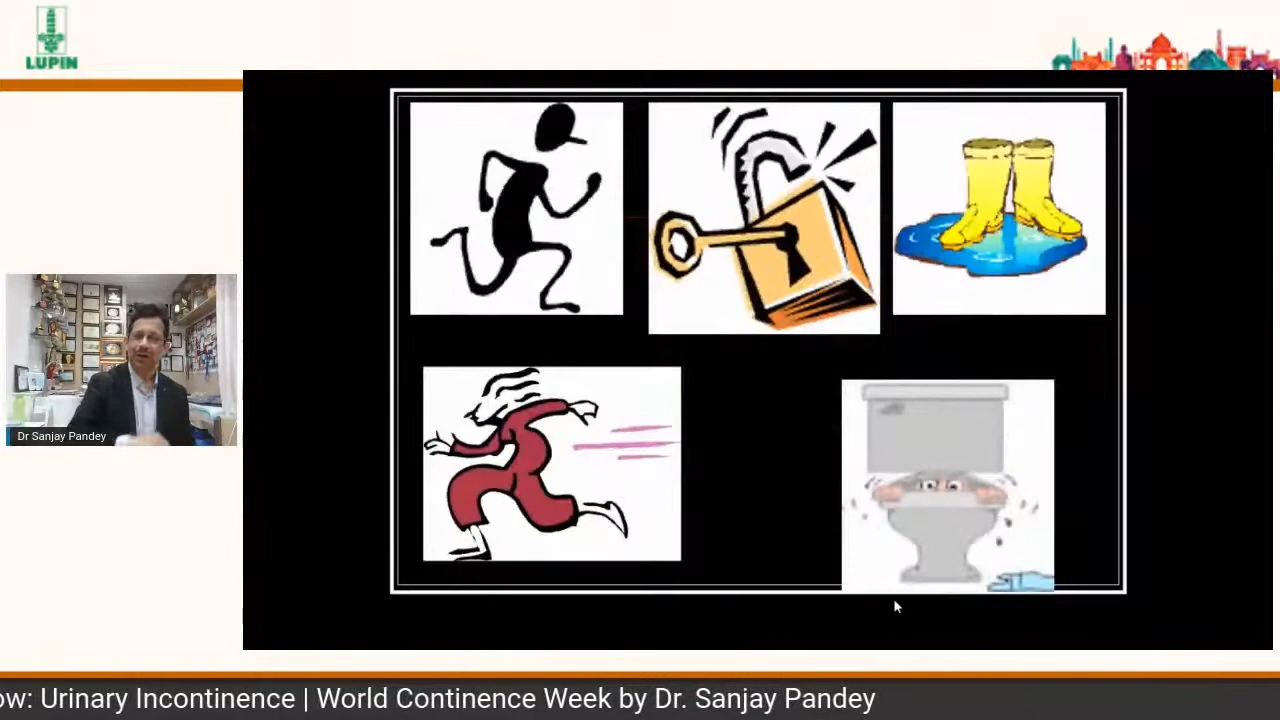 LUPIN
Dr Sanjay Pandey
ow: Urinary Incontinence | World Continence Week by Dr. Sanjay Pandey